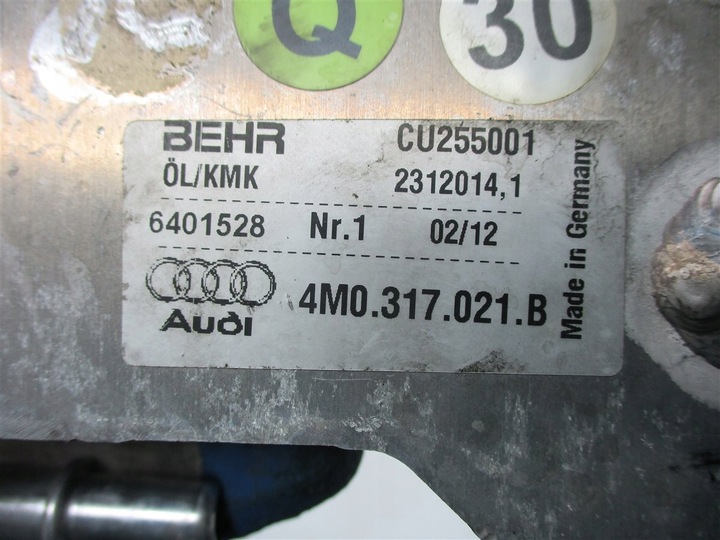 Q
30
BEHR CU255001
ÖL/KMK 2312014,1
6401528 Nr.1 02/12
Audi 4M0.317.021.B
Made in Germany